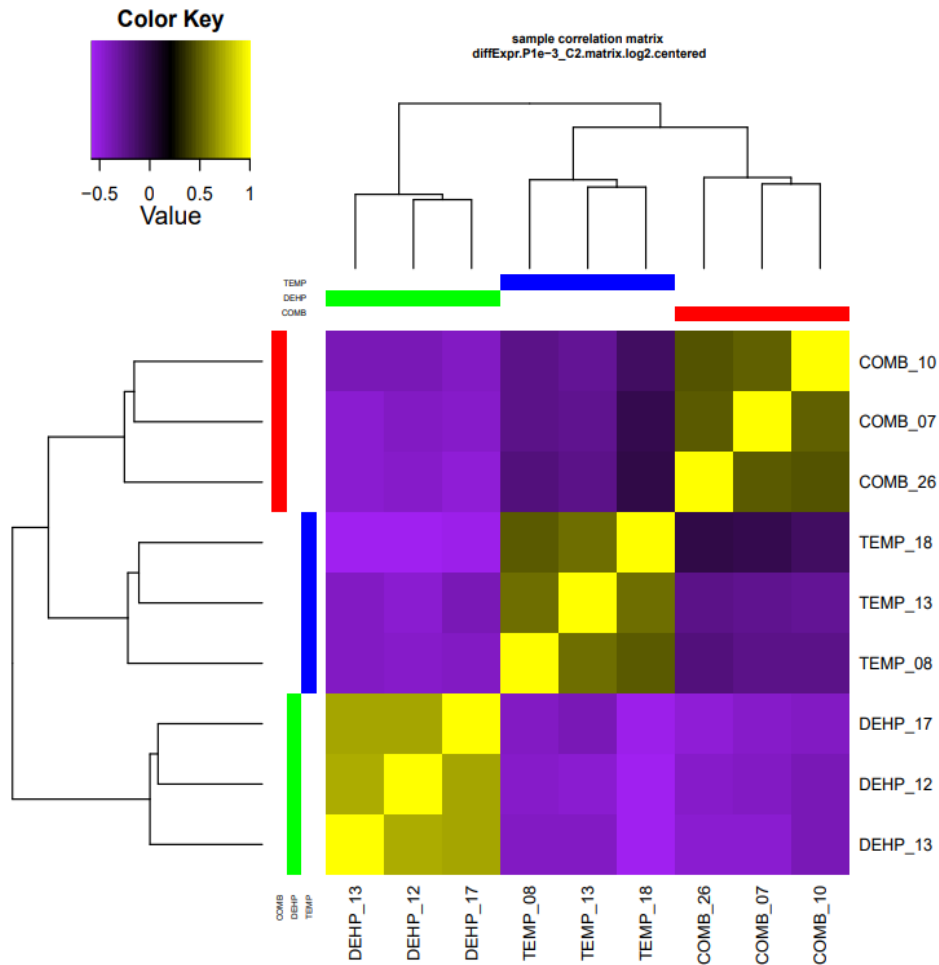 Color Key
−0.5 0 0.5 1
Value
sample correlation matrix
diffExpr.P1e−3_C2.matrix.log2.centered
TEMP
DEHP
COMB
COMB_10
COMB_07
COMB_26
TEMP_18
TEMP_13
TEMP_08
DEHP_17
DEHP_12
DEHP_13
COMB
DEHP
TEMP
DEHP_13
DEHP_12
DEHP_17
TEMP_08
TEMP_13
TEMP_18
COMB_26
COMB_07
COMB_10